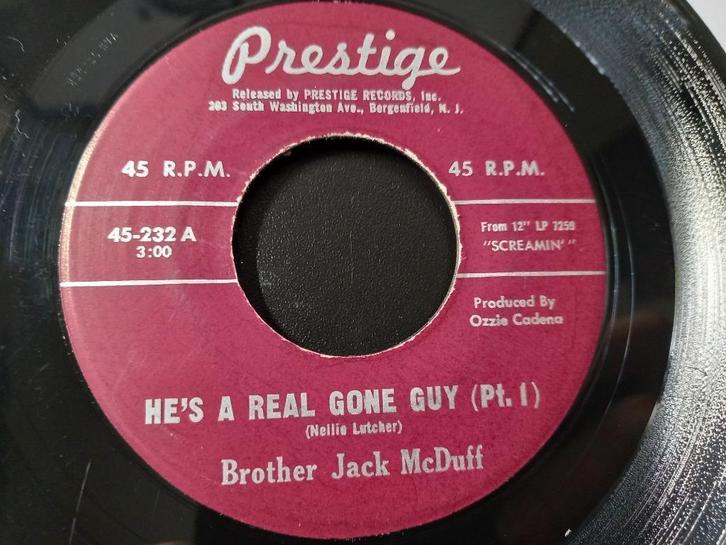 Prestige
Released by PRESTIGE RECORDS, Inc.
203 South Washington Ave., Bergenfield, N. J.
45 R.P.M.
45 R.P.M.
45-232 A
3:00
From 12" LP 7259
"SCREAMIN'"
Produced By
Ozzie Cadena
HE'S A REAL GONE GUY (Pt. I)
(Nellie Lutcher)
Brother Jack McDuff